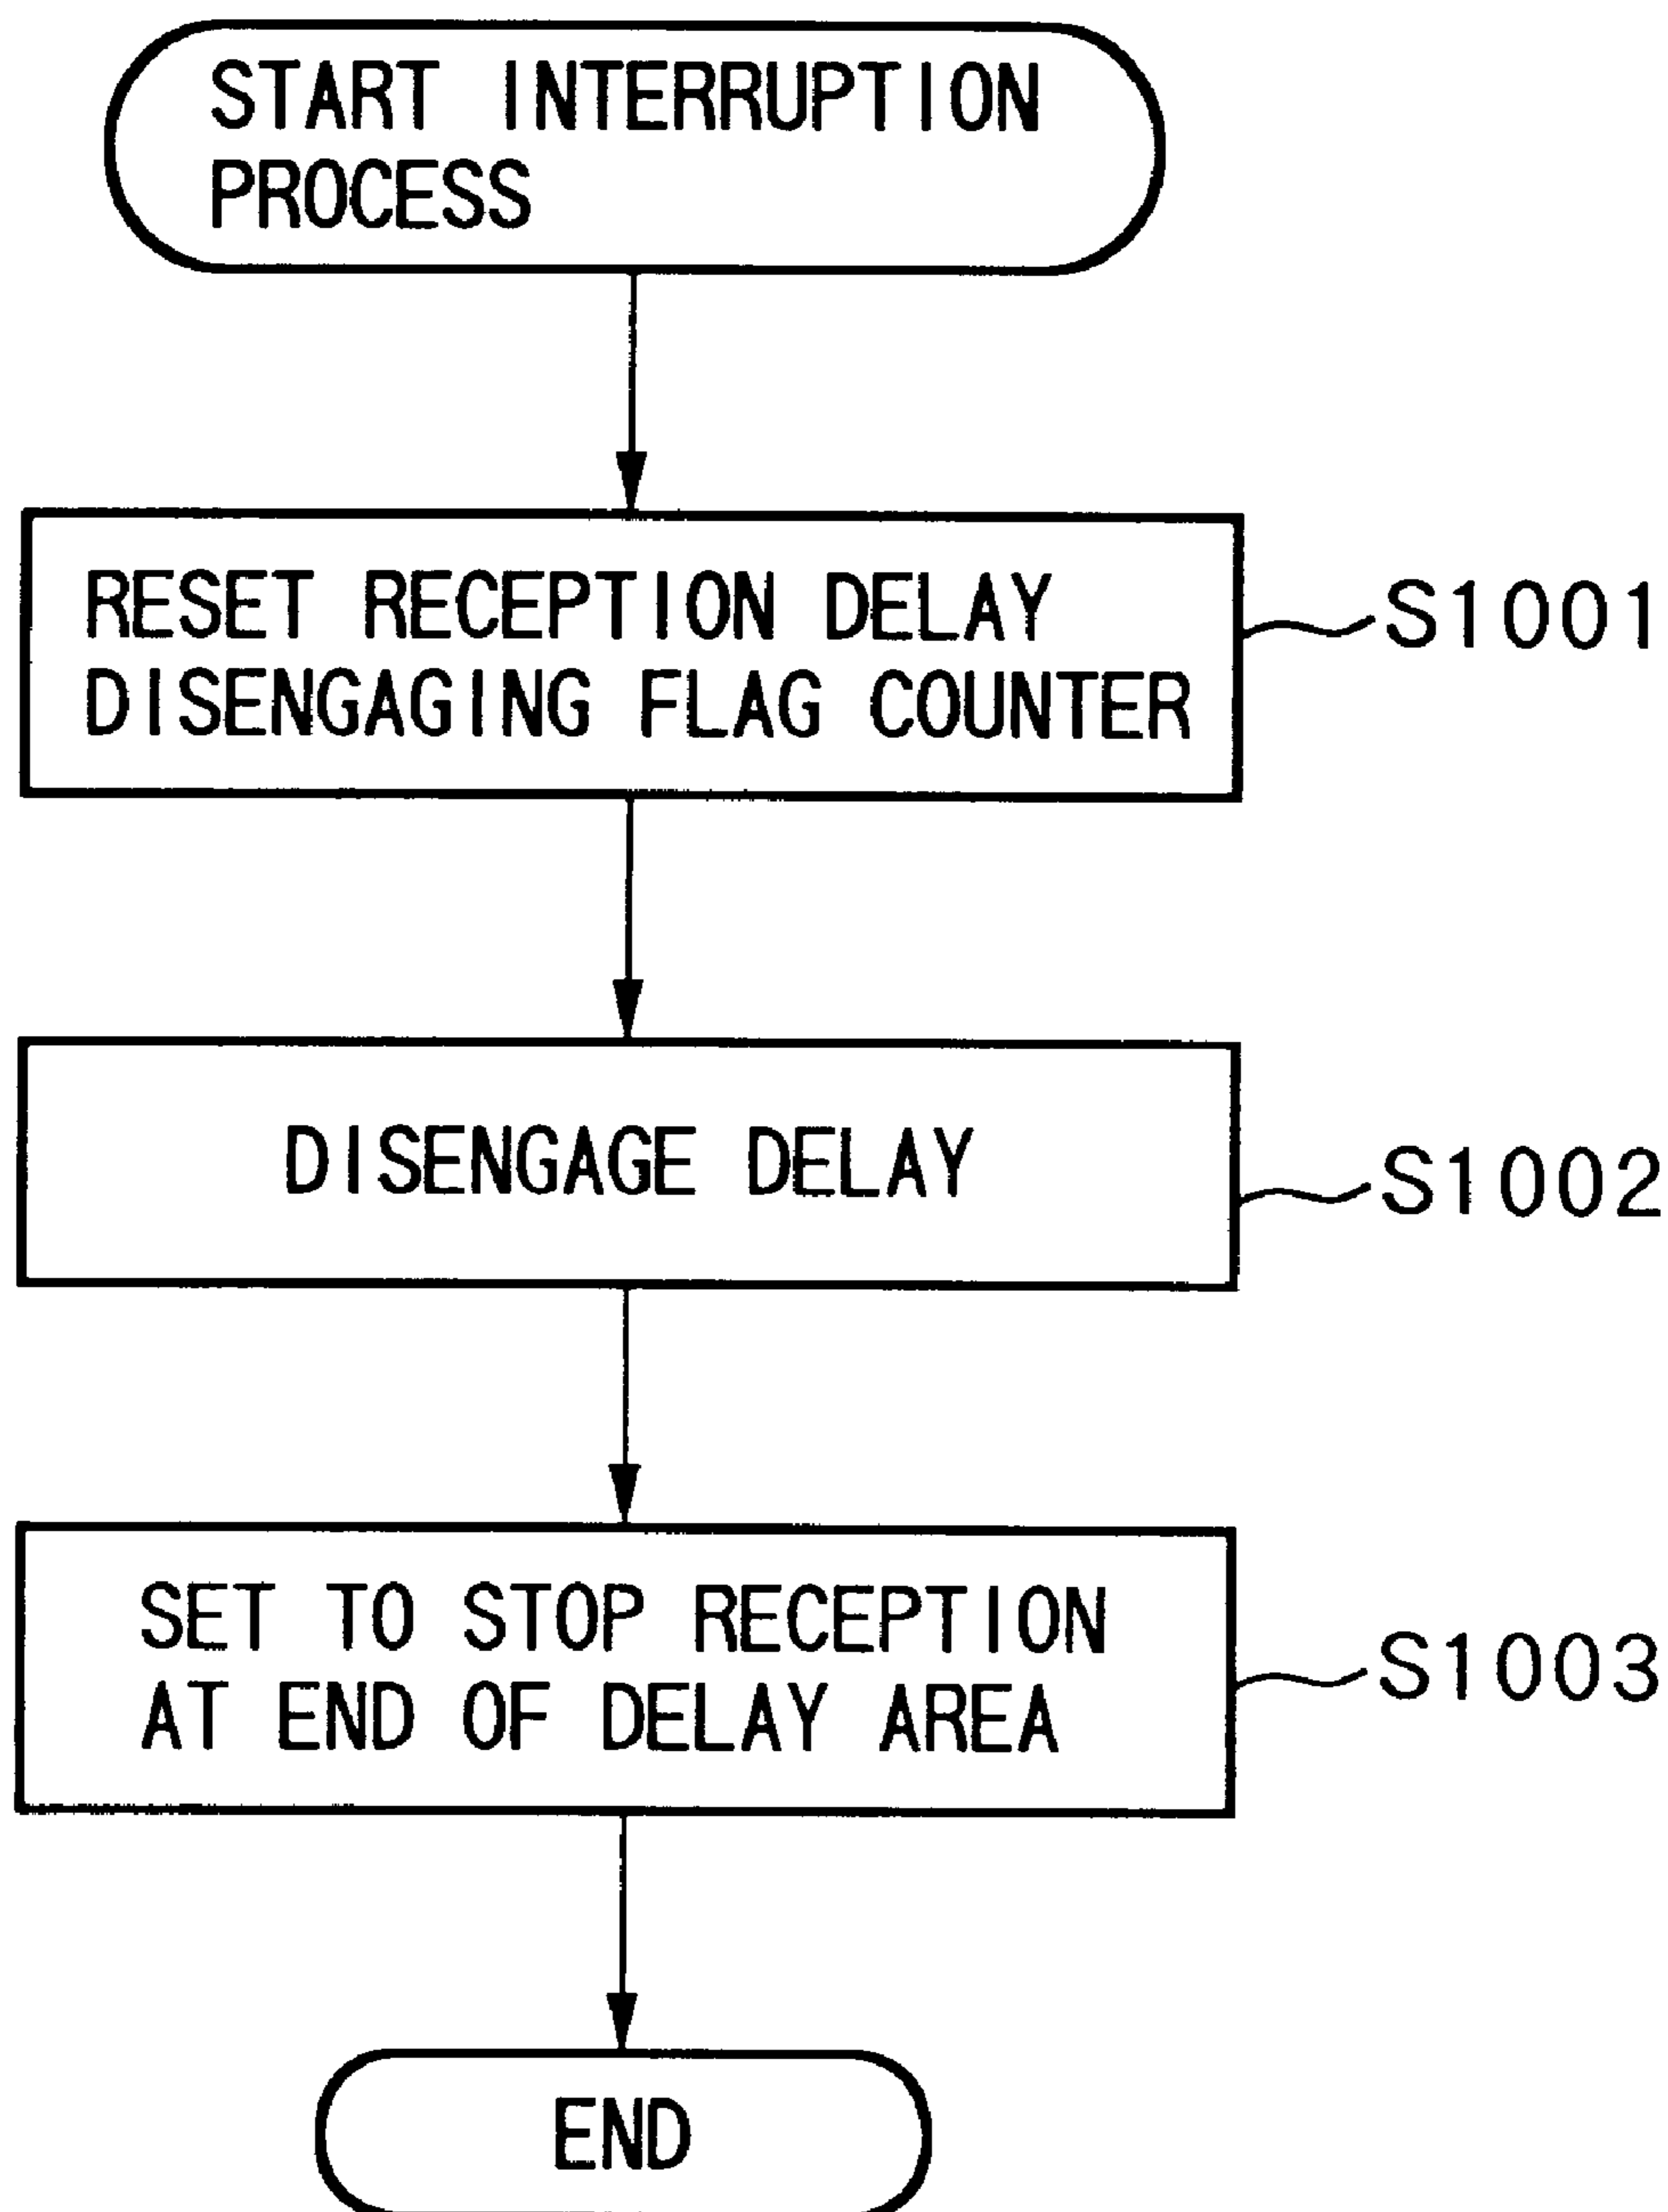 START INTERRUPTION
PROCESS
RESET RECEPTION DELAY
DISENGAGING FLAG COUNTER
S1001
DISENGAGE DELAY
S1002
SET TO STOP RECEPTION
AT END OF DELAY AREA
S1003
END